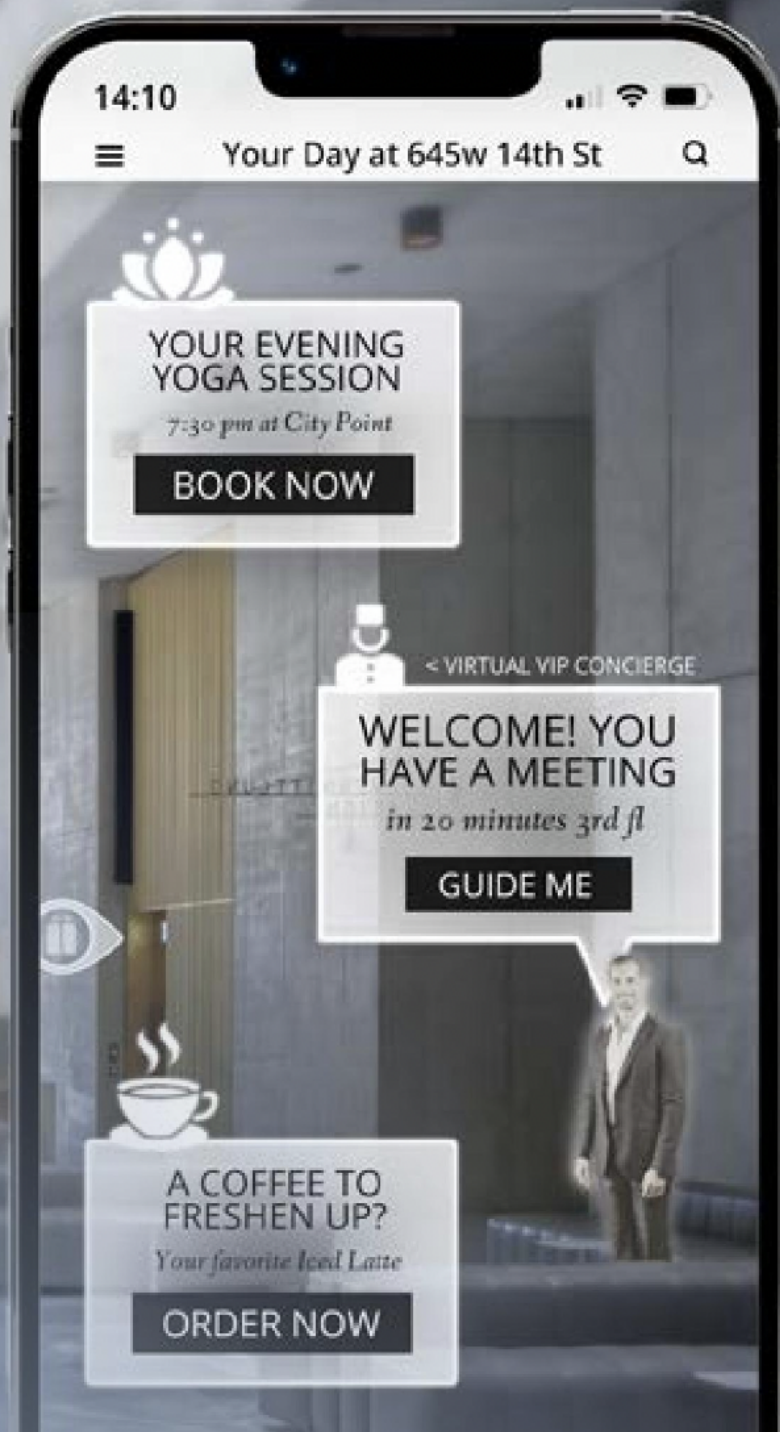 14:10
Your Day at 645w 14th St
YOUR EVENING
YOGA SESSION
7:30 pm at City Point
BOOK NOW
< VIRTUAL VIP CONCIERGE
WELCOME! YOU
HAVE A MEETING
in 20 minutes 3rd fl
GUIDE ME
A COFFEE TO
FRESHEN UP?
Your favorite Iced Latte
ORDER NOW